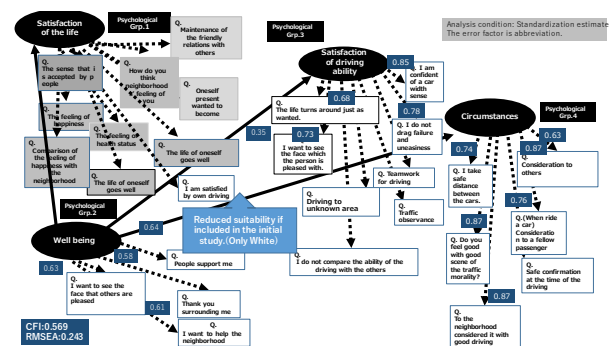 Satisfaction
of the life
Psychological
Grp.1
Q.
Maintenance of
the friendly
relations with
others
Q.
The sense that i
s accepted by p
eople
Q.
How do you
think
neighborhood
feeling of
you
Q.
Oneself
present
wanted to
become
Q.
The feeling of
happiness
Q.
The feeling of
health status
Q.
Comparison of
the feeling of
happiness with
the
neighborhood
Q.
The life of oneself
goes well
Q.
The life of oneself
goes well
Q.
I am satisfied
by own driving
Psychological
Grp.2
Well being
0.64
0.58
0.63
0.61
0.35
Q.
People support me
Q.
I want to see the
face that others are
pleased
Q.
Thank you
surrounding me
Q.
I want to help the
neighborhood
CFI:0.569
RMSEA:0.243
Reduced suitability if
included in the initial
study.(Only White)
Psychological
Grp.3
Satisfaction
of driving
ability
0.85
0.68
0.78
0.73
Q. I am
confident
of a car
width
sense
Q.
The life turns around just as
wanted.
Q.
I want to see
the face which
the person is
pleased with.
Q. I do not
drag failure
and
uneasiness
Q.
Teamwork
for driving
Q.
Driving to
unknown area
Q.
Traffic
observance
Q.
I do not compare the ability of
the driving with the others
Analysis condition: Standardization estimate
The error factor is abbreviation.
Circumstances
Psychological
Grp.4
0.63
0.87
0.74
0.76
0.87
0.87
Q.
Consideration to
others
Q.
I take
safe
distance
between
the cars.
Q.
(When ride
a car)
Consideratio
n to a fellow
passenger
Q. Do you
feel good
with good
scene of
the traffic
morality?
Q.
Safe confirmation
at the time of the
driving
Q.
To the
neighborhood
considered it with
good driving